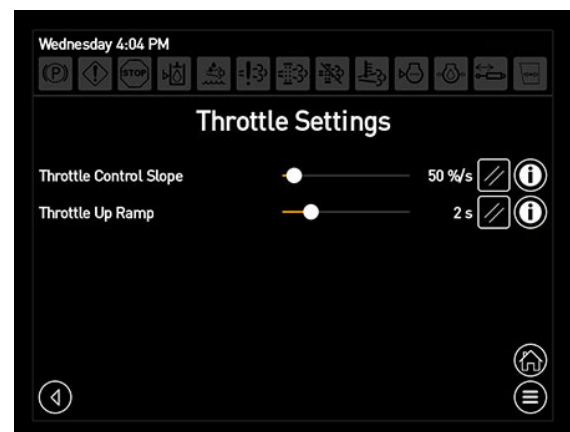 Wednesday 4:04 PM
(P) STOP
Throttle Settings
Throttle Control Slope 50 %/s
Throttle Up Ramp 2 s